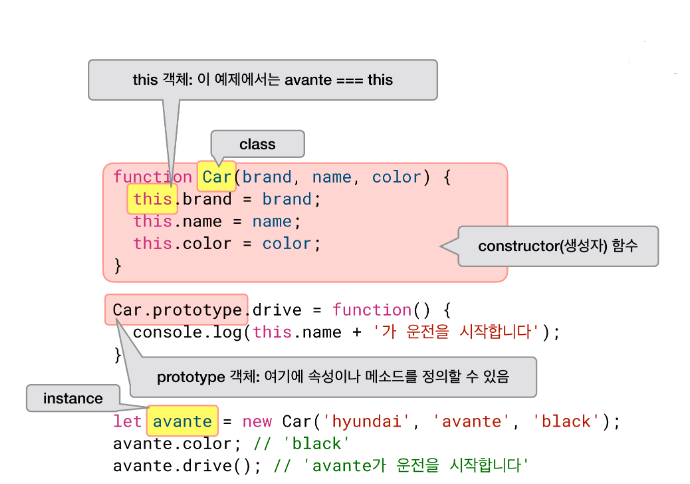 this 객체: 이 예제에서는 avante === this
class
function Car(brand, name, color) {
this.brand = brand;
this.name = name;
this.color = color;
constructor(생성자) 함수
}
Car.prototype.drive = function() {
console.log(this.name + '가 운전을 시작합니다');
}
prototype 객체: 여기에 속성이나 메소드를 정의할 수 있음
instance
let avante = new Car('hyundai', 'avante', 'black');
avante.color; // 'black'
avante.drive(); // 'avante가 운전을 시작합니다'